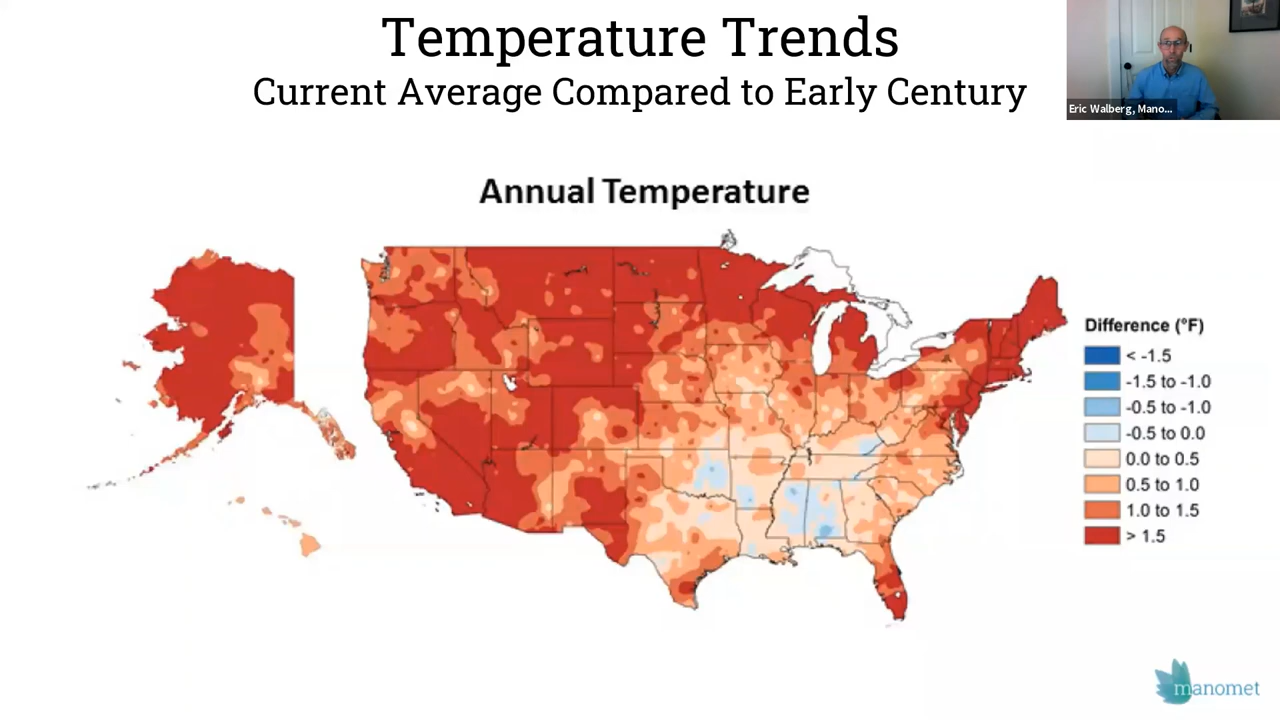 Temperature Trends
Current Average Compared to Early Century
Eric Walberg, Mano...
Annual Temperature
Difference (°F)
< -1.5
-1.5 to -1.0
-0.5 to -1.0
-0.5 to 0.0
0.0 to 0.5
0.5 to 1.0
1.0 to 1.5
> 1.5
manomet